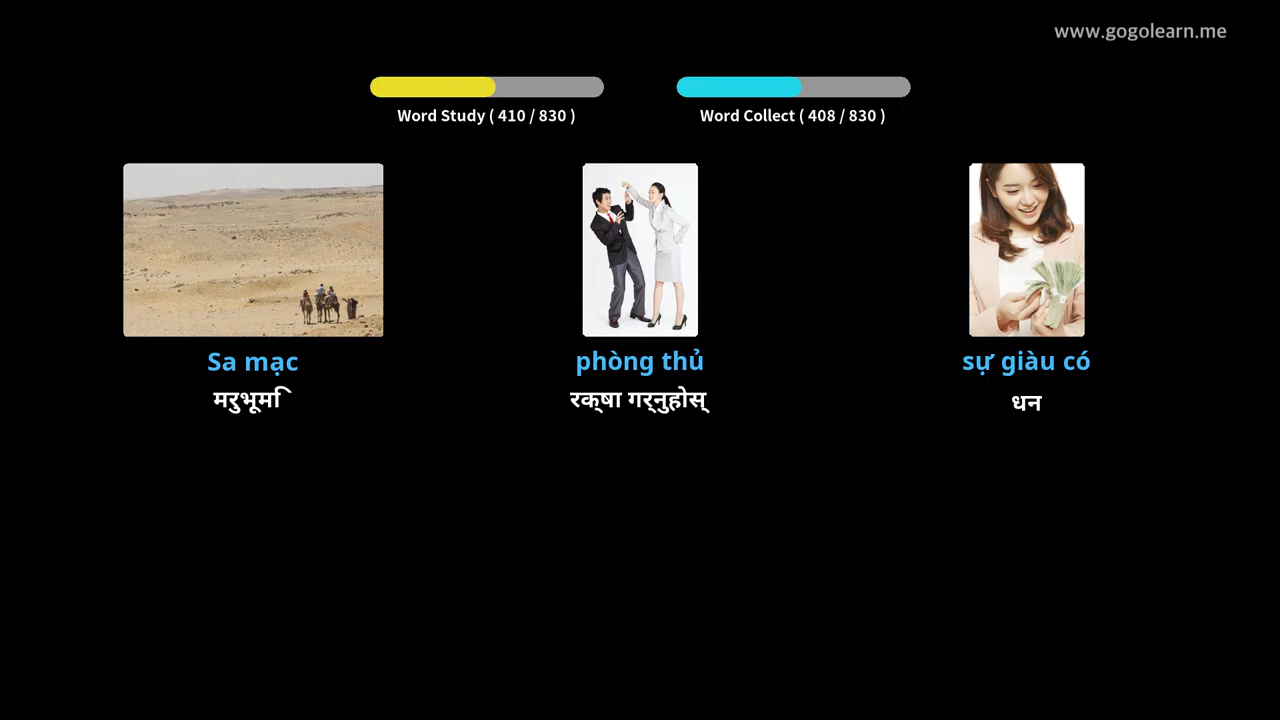 www.gogolearn.me
Word Study ( 410 / 830 )
Word Collect ( 408 / 830 )
Sa mạc
phòng thủ
sự giàu có
मरुभूमि
रक्षा गर्नुहोस्
धन